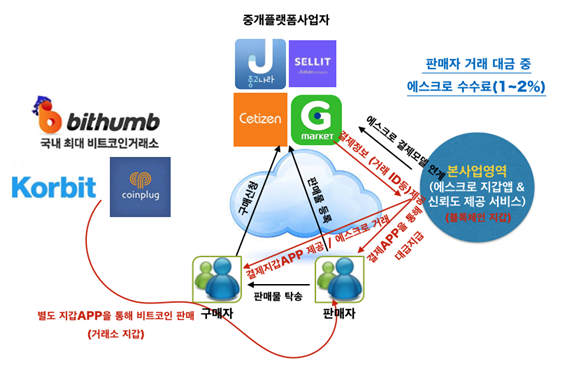 중개플랫폼사업자
J
중고나라
SELLIT
Cetizen
G
market
판매자 거래 대금 중
에스크로 수수료(1~2%)
bithumb
국내 최대 비트코인거래소
Korbit
coinplug
에스크로 결제모델 연계
결제정보 (거래 ID등)제공
본사업영역
(에스크로 지갑앱 &
신뢰도 제공 서비스)
(블록체인 지갑)
구매신청
판매물 등록
결제지갑APP 제공 / 에스크로 거래
결제APP을 통해
대금지급
구매자
판매물 탁송
판매자
별도 지갑APP을 통해 비트코인 판매
(거래소 지갑)